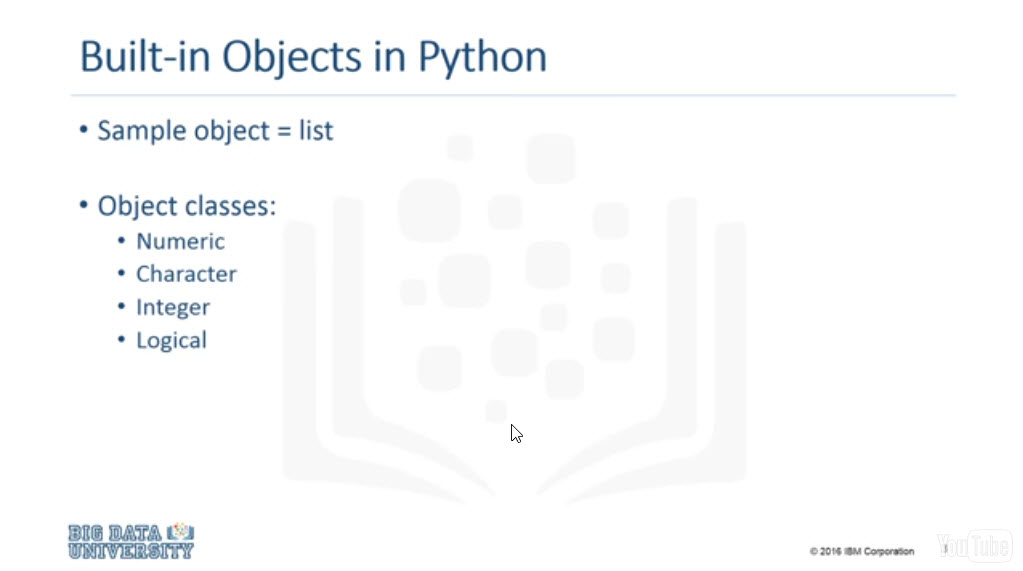 Built-in Objects in Python
• Sample object = list
• Object classes:
• Numeric
• Character
• Integer
• Logical
BIG DATA
UNIVERSITY
© 2016 IBM Corporation
YouTube